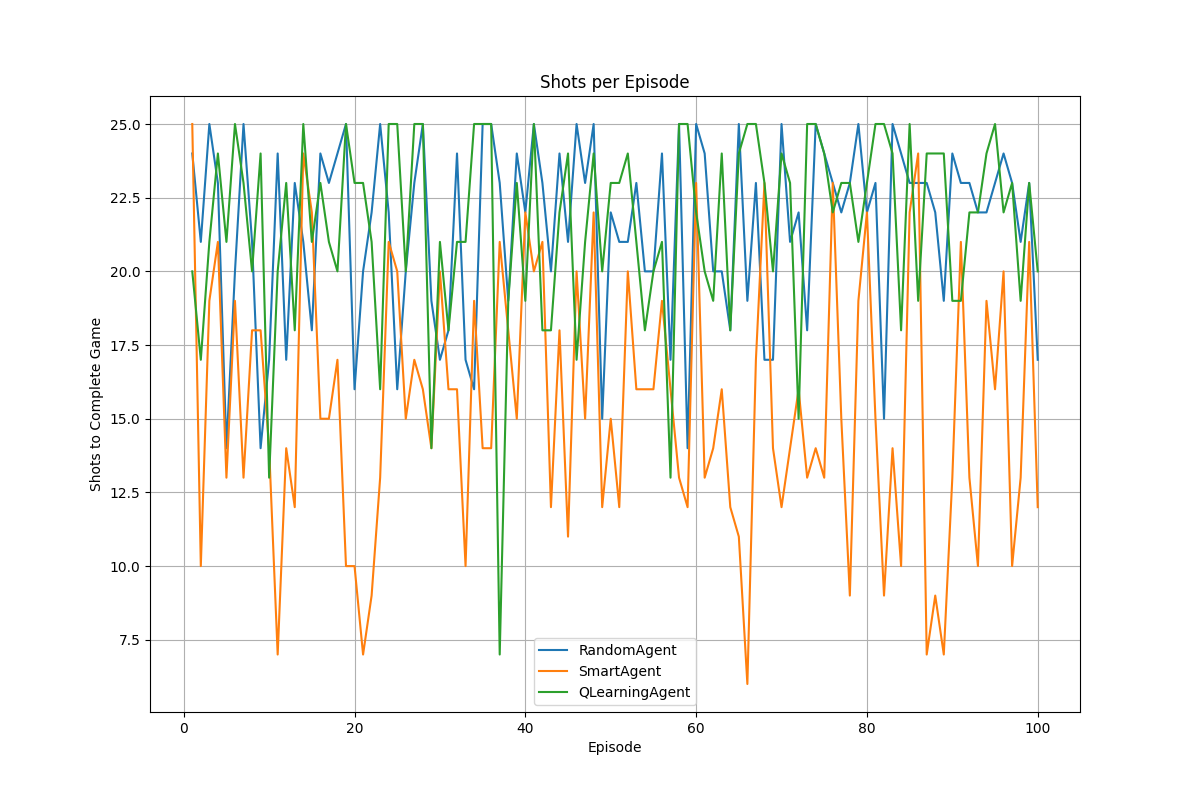 Shots per Episode
Shots to Complete Game
25.0
22.5
20.0
17.5
15.0
12.5
10.0
7.5
RandomAgent
SmartAgent
QLearningAgent
0 20 40 60 80 100
Episode